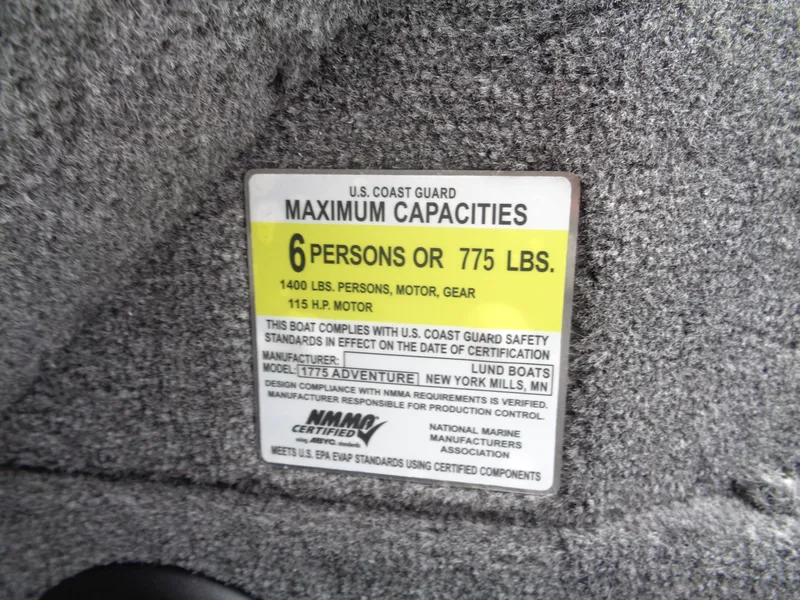 U.S. COAST GUARD
MAXIMUM CAPACITIES
6 PERSONS OR 775 LBS.
1400 LBS. PERSONS, MOTOR, GEAR
115 H.P. MOTOR
THIS BOAT COMPLIES WITH U.S. COAST GUARD SAFETY
STANDARDS IN EFFECT ON THE DATE OF CERTIFICATION
MANUFACTURER: LUND BOATS
MODEL: 1775 ADVENTURE NEW YORK MILLS, MN
DESIGN COMPLIANCE WITH NMMA REQUIREMENTS IS VERIFIED.
MANUFACTURER RESPONSIBLE FOR PRODUCTION CONTROL.
NMMA
CERTIFIED
using ABYC standards
NATIONAL MARINE
MANUFACTURERS
ASSOCIATION
MEETS U.S. EPA EVAP STANDARDS USING CERTIFIED COMPONENTS